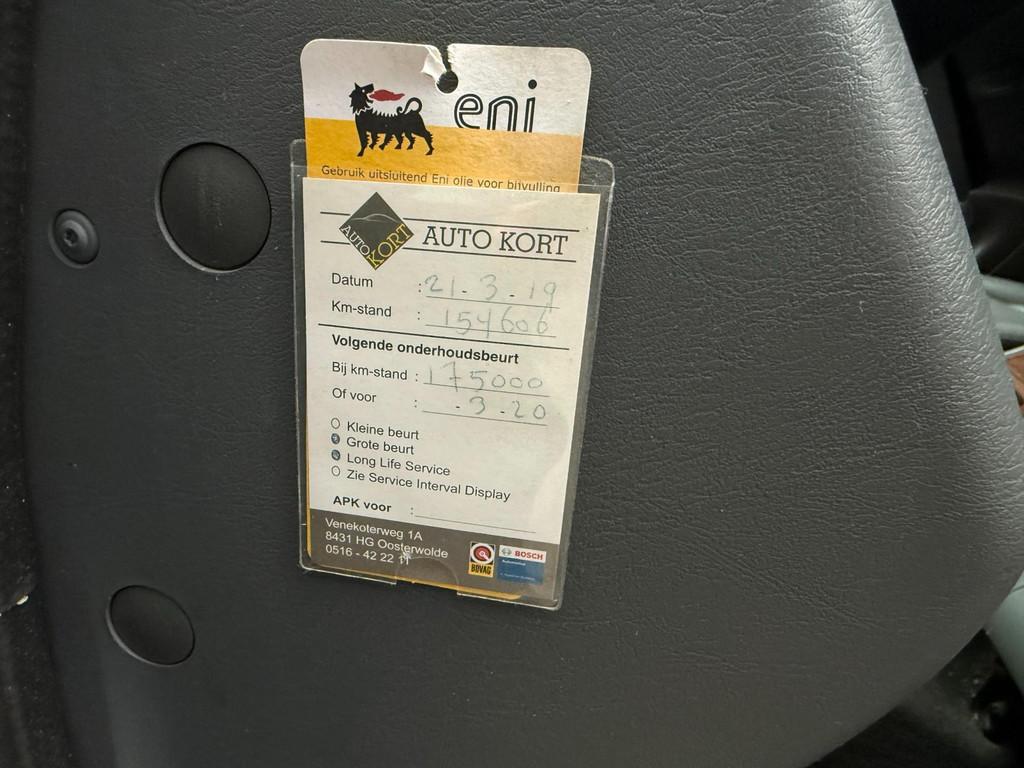 eni
Gebruik uitsluitend Eni olie voor bijvulling
AUTO KORT
AUTO KORT
Datum : 21.3.19
Km-stand : 154606
Volgende onderhoudsbeurt
Bij km-stand : 175000
Of voor : .3.20
Kleine beurt
Grote beurt
Long Life Service
Zie Service Interval Display
APK voor :
Venekoterweg 1A
8431 HG Oosterwolde
0516 - 42 22 11
BOVAG
BOSCH